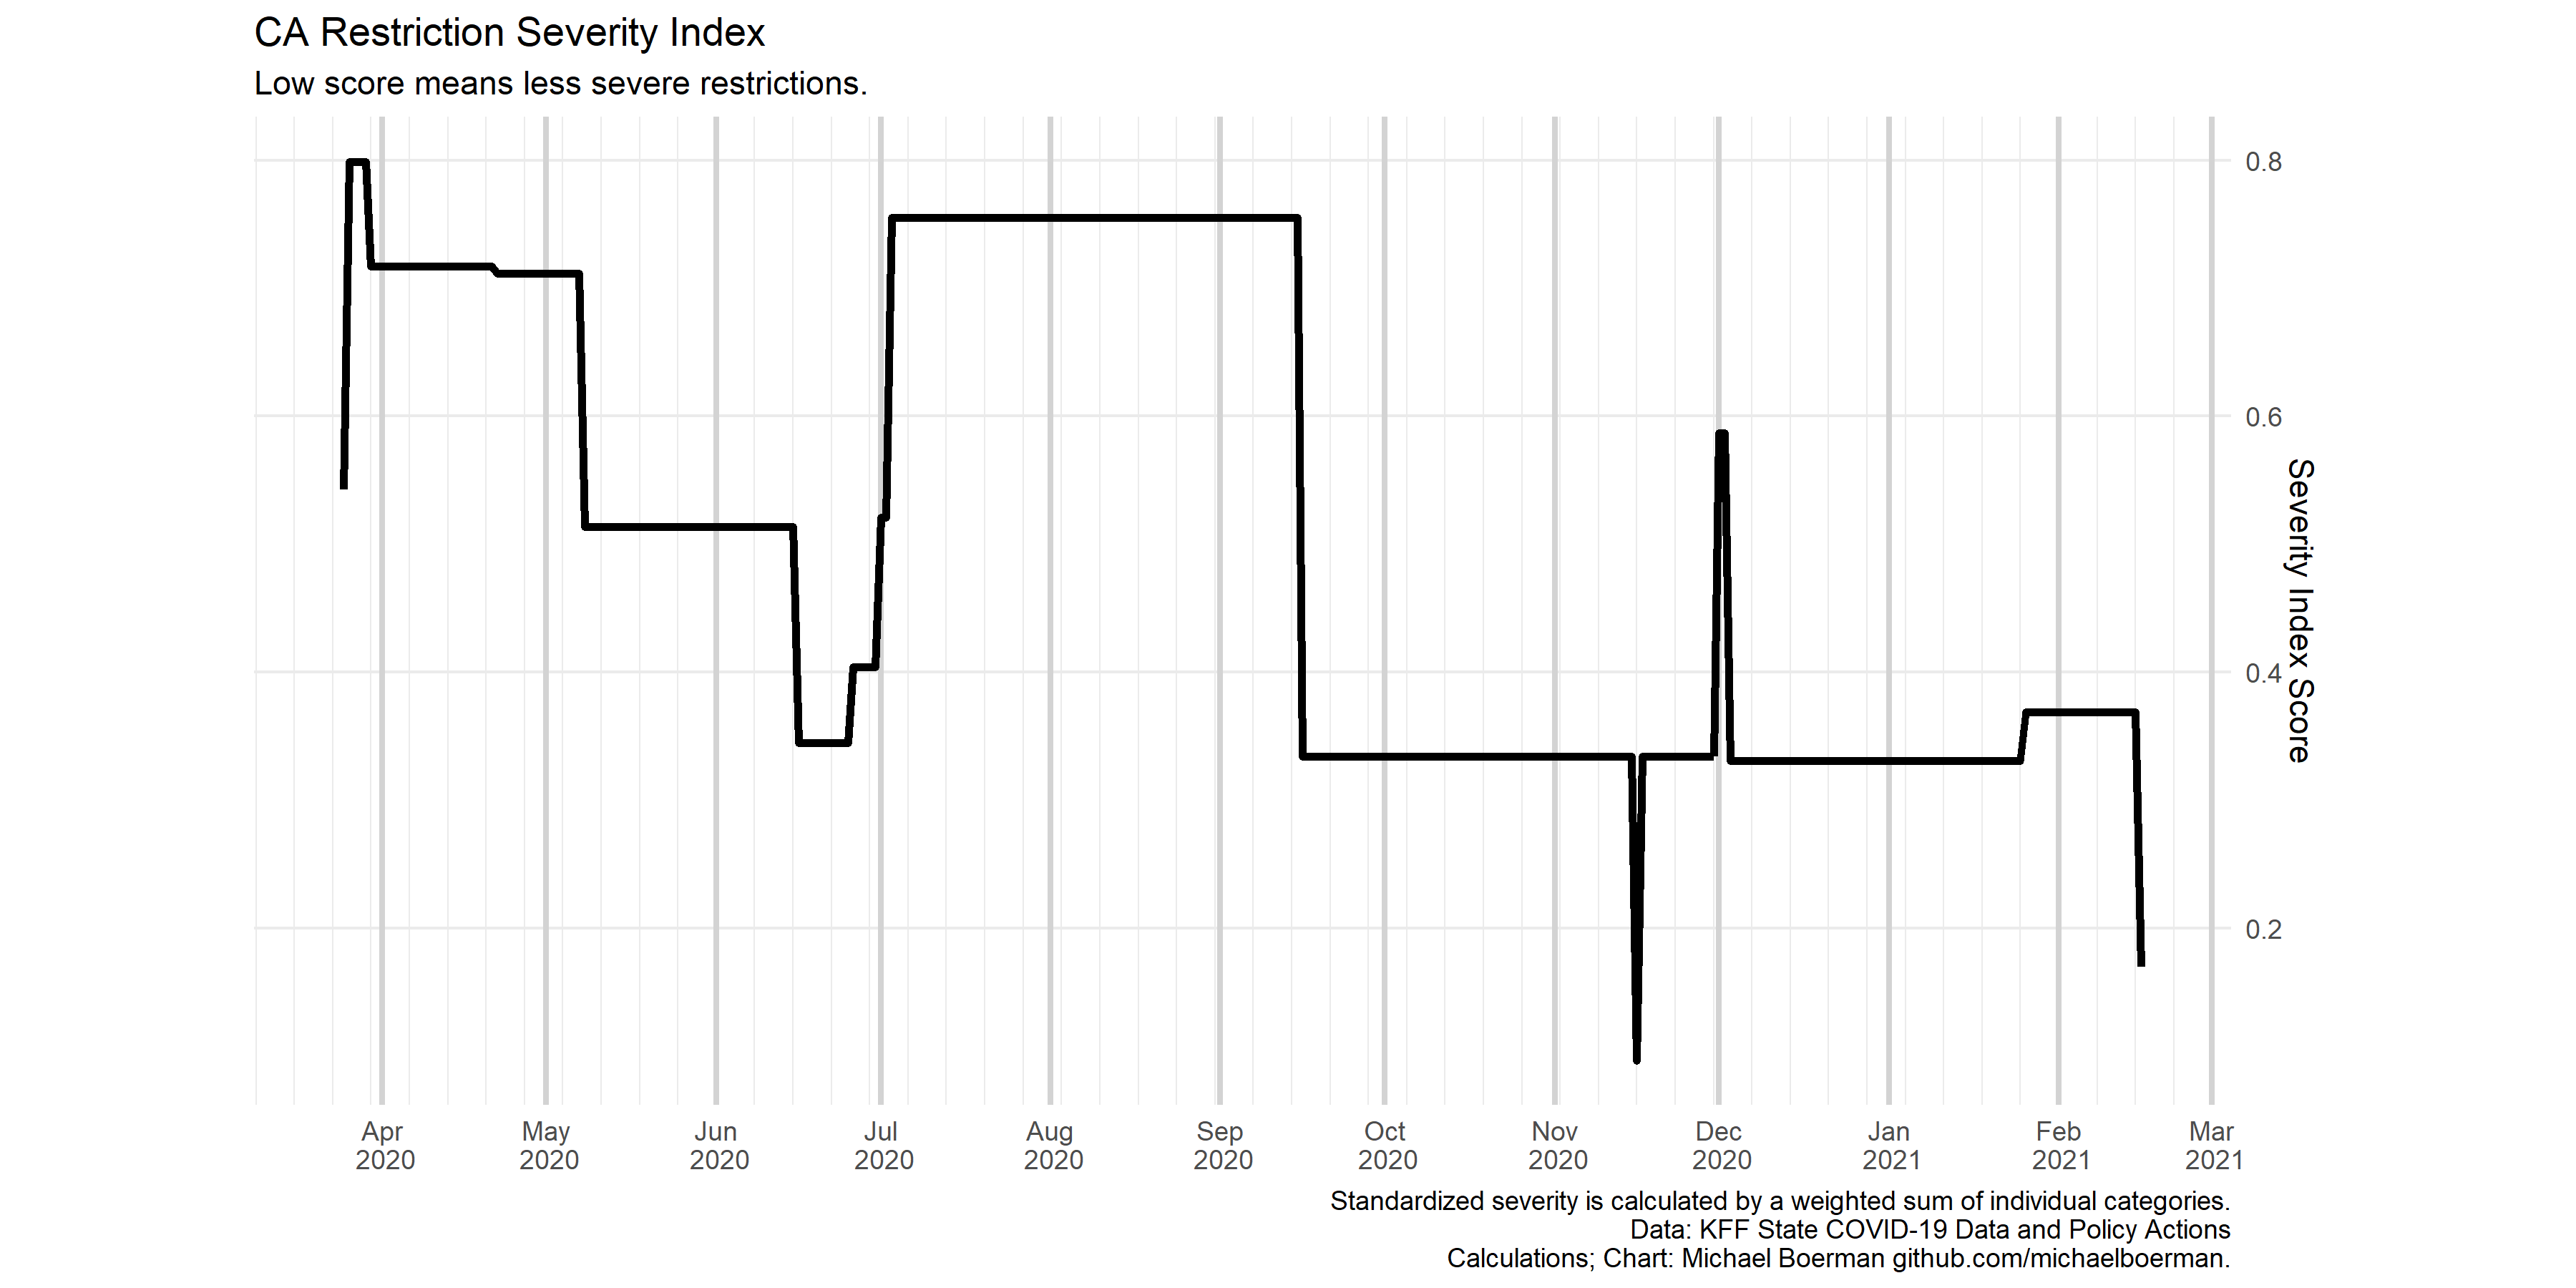 CA Restriction Severity Index
Low score means less severe restrictions.
0.8
0.6
0.4
0.2
Severity Index Score
Apr 2020
May 2020
Jun 2020
Jul 2020
Aug 2020
Sep 2020
Oct 2020
Nov 2020
Dec 2020
Jan 2021
Feb 2021
Mar 2021
Standardized severity is calculated by a weighted sum of individual categories.
Data: KFF State COVID-19 Data and Policy Actions
Calculations; Chart: Michael Boerman github.com/michaelboerman.